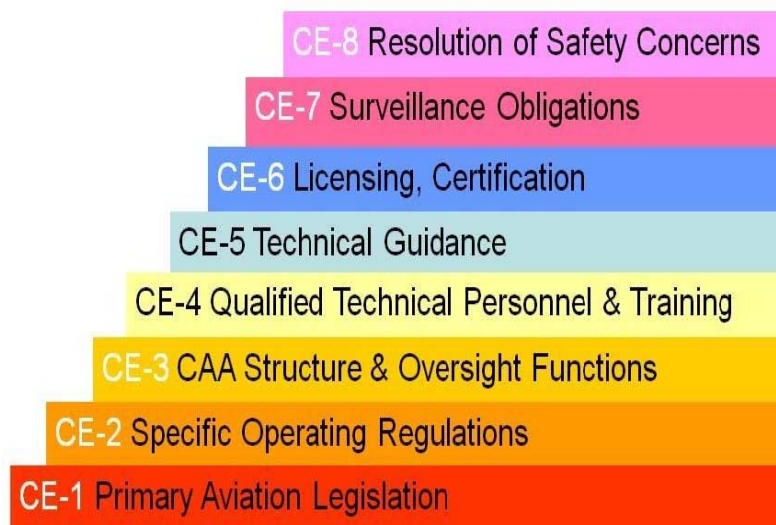 CE-8 Resolution of Safety Concerns
CE-7 Surveillance Obligations
CE-6 Licensing, Certification
CE-5 Technical Guidance
CE-4 Qualified Technical Personnel & Training
CE-3 CAA Structure & Oversight Functions
CE-2 Specific Operating Regulations
CE-1 Primary Aviation Legislation